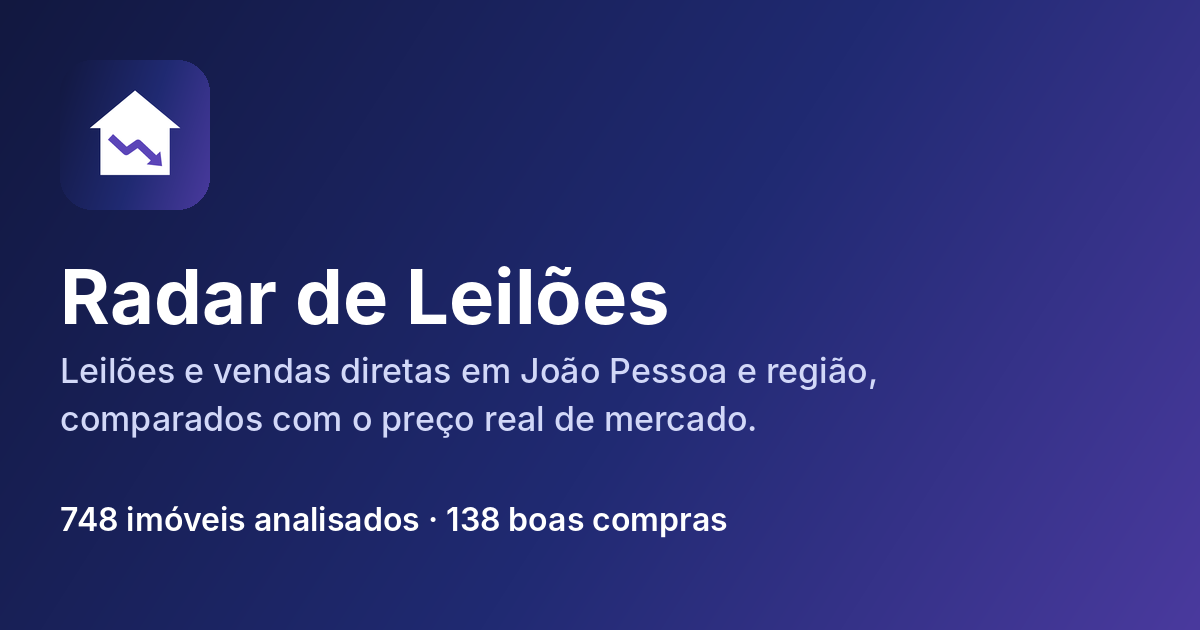 Radar de Leilões
Leilões e vendas diretas em João Pessoa e região,
comparados com o preço real de mercado.
748 imóveis analisados · 138 boas compras